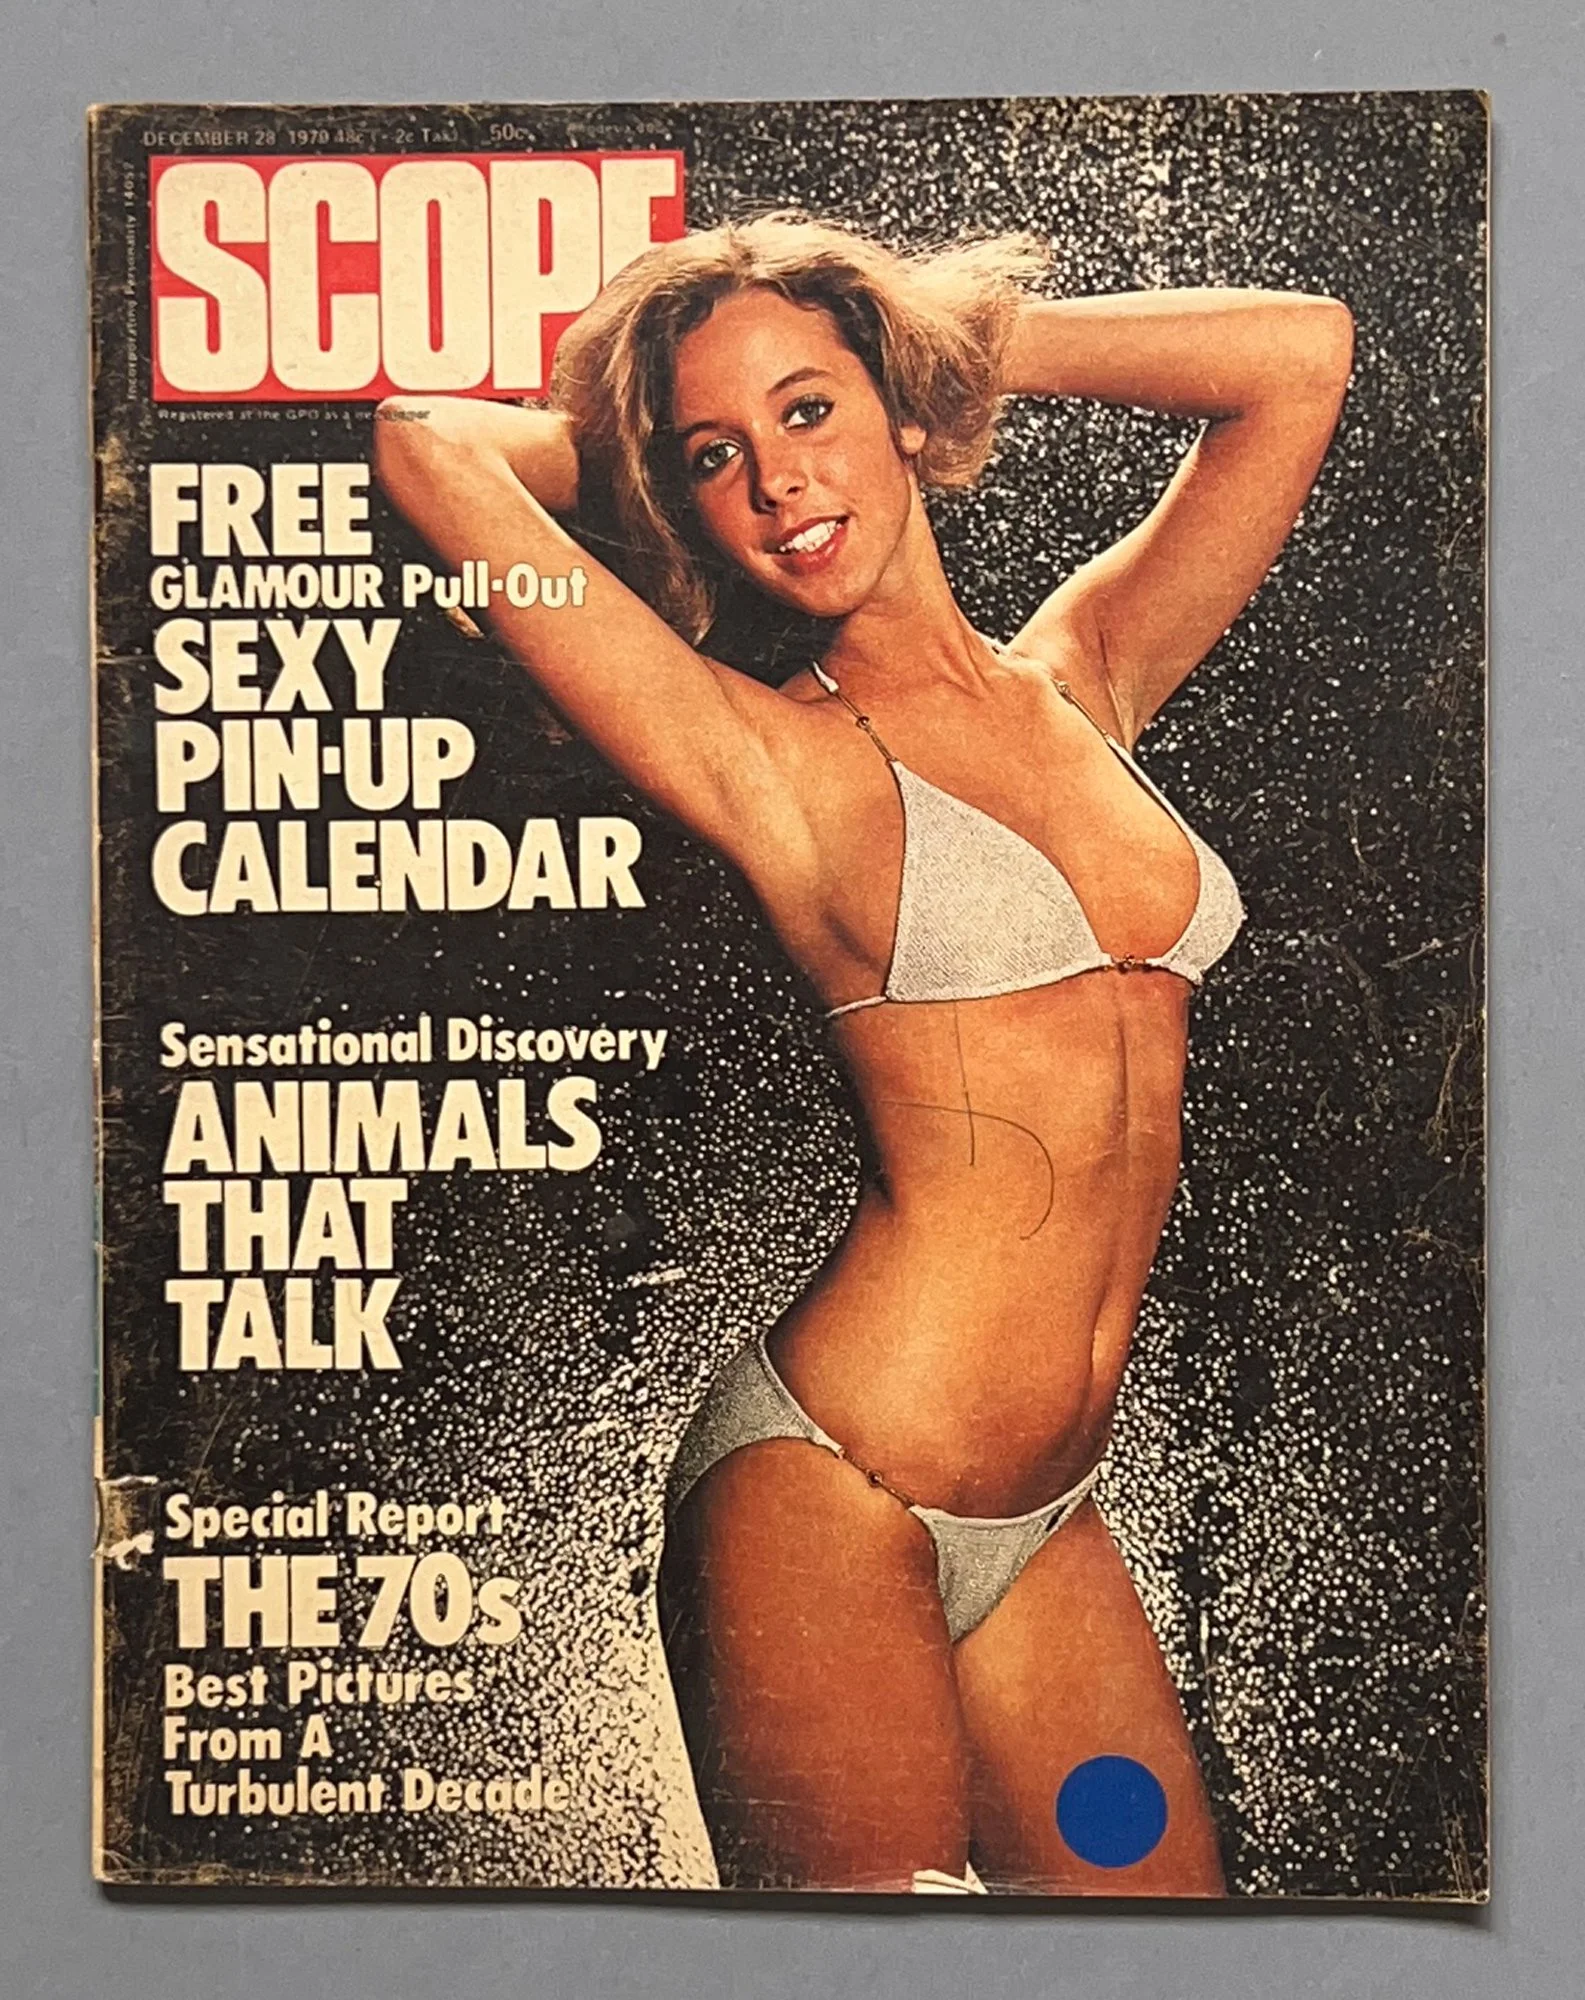 DECEMBER 28 1979 48c (+ 2c Tax) 50c
SCOPE
Incorporating Personality 14057
Registered at the GPO as a
FREE
GLAMOUR Pull-Out
SEXY
PIN-UP
CALENDAR
Sensational Discovery
ANIMALS
THAT
TALK
Special Report
THE 70s
Best Pictures
From A
Turbulent Decade